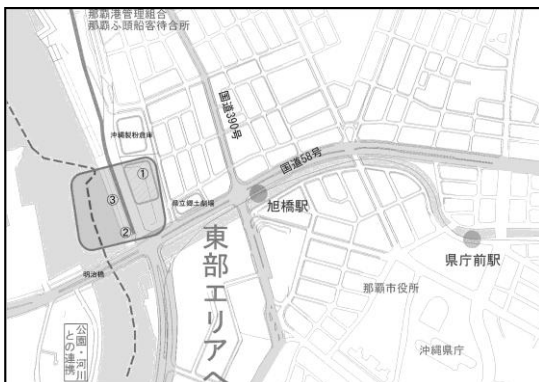 那覇港管理組合
那覇ふ頭船客待合所
国道390号
沖縄製粉倉庫
国道58号
①
③
県立郷土劇場
旭橋駅
②
東部エリアへ
県庁前駅
明治橋
那覇市役所
公園・河川
との連携
沖縄県庁